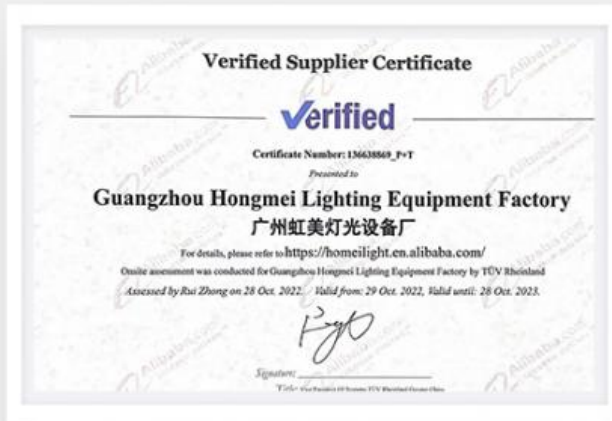 Verified Supplier Certificate
Verified
Certificate Number: 136638869_P+T
Presented to
Guangzhou Hongmei Lighting Equipment Factory
广州虹美灯光设备厂
For details, please refer to https://homeilight.en.alibaba.com/
Onsite assessment was conducted for Guangzhou Hongmei Lighting Equipment Factory by TÜV Rheinland
Assessed by Rui Zhong on 28 Oct. 2022. Valid from: 29 Oct. 2022, Valid until: 28 Oct. 2023.
Signature:
Title: